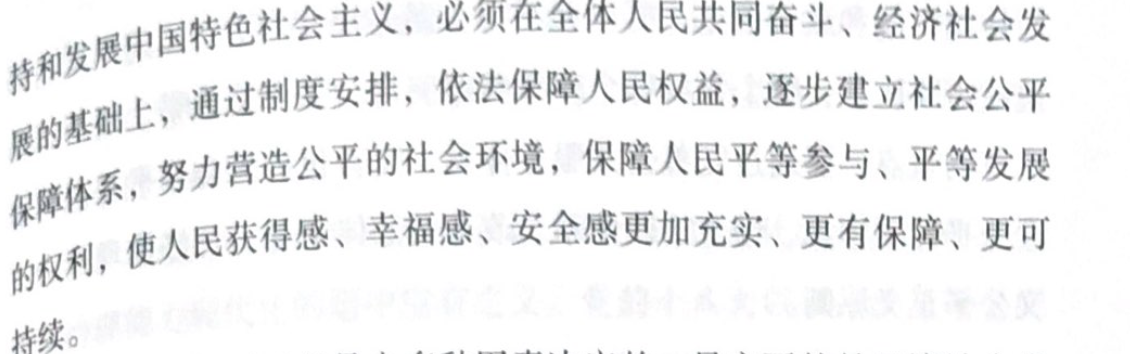 持和发展中国特色社会主义，必须在全体人民共同奋斗、经济社会发
展的基础上，通过制度安排，依法保障人民权益，逐步建立社会公平
保障体系，努力营造公平的社会环境，保障人民平等参与、平等发展
的权利，使人民获得感、幸福感、安全感更加充实、更有保障、更可
持续。